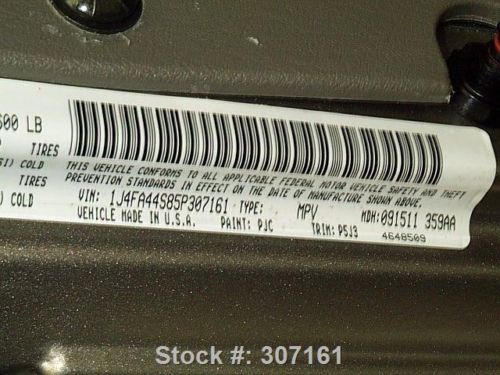 600 LB
TIRES
SI) COLD
TIRES
) COLD
THIS VEHICLE CONFORMS TO ALL APPLICABLE FEDERAL MOTOR VEHICLE SAFETY AND THEFT
PREVENTION STANDARDS IN EFFECT ON THE DATE OF MANUFACTURE SHOWN ABOVE.
VIN: 1J4FA44S85P307161 TYPE: MPV MDH:091511 359AA
VEHICLE MADE IN U.S.A. PAINT: PJC TRIM: P5J3 4648509
Stock #: 307161